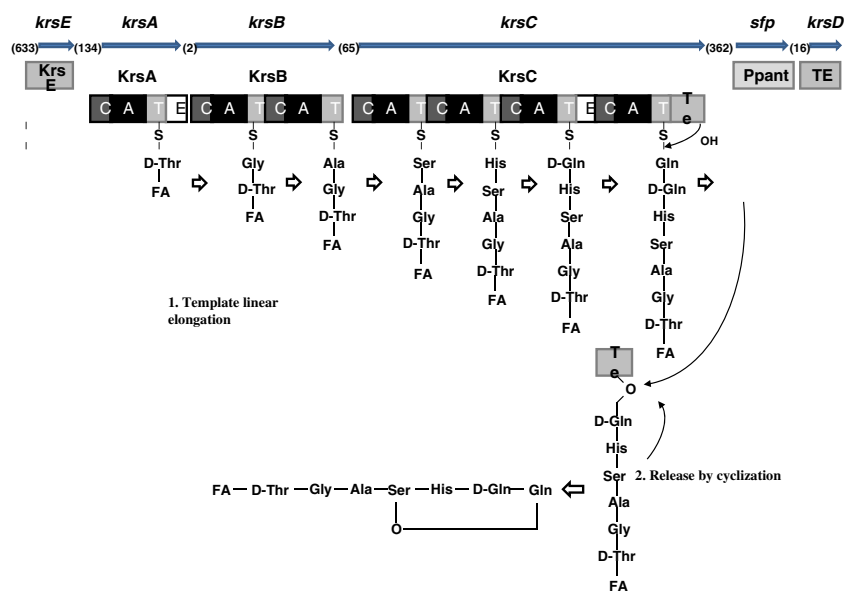 krsE krsA krsB krsC sfp krsD
(633) (134) (2) (65) (362) (16)
Krs E
KrsA KrsB KrsC Ppant TE
C A T E C A T C A T C A T C A T C A T E C A T Te
S S S S S S S OH
D-Thr Gly Ala Ser His D-Gln Gln
FA D-Thr Gly Ala Ser His D-Gln
FA D-Thr Gly Ala Ser His
FA D-Thr Gly Ala Ser
FA D-Thr Gly Ala
FA D-Thr Gly
FA D-Thr
FA
1. Template linear
elongation
Te
O
D-Gln
His
Ser 2. Release by cyclization
FA D-Thr Gly Ala Ser His D-Gln Gln
Ala
O Gly
D-Thr
FA